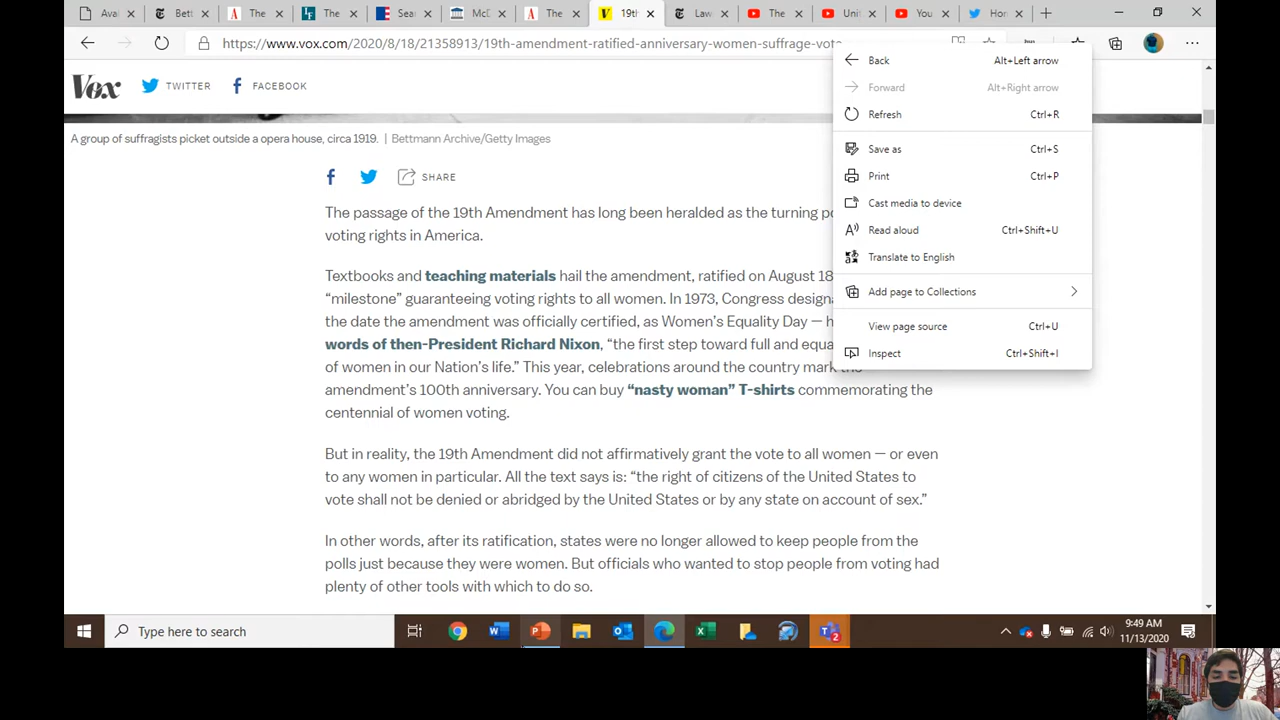 Ava
Bett
The
The
Sea
McD
The
19th
Law
The
Unit
You
Hor
https://www.vox.com/2020/8/18/21358913/19th-amendment-ratified-anniversary-women-suffrage-vote
Vox
TWITTER
FACEBOOK
A group of suffragists picket outside a opera house, circa 1919. | Bettmann Archive/Getty Images
SHARE
The passage of the 19th Amendment has long been heralded as the turning po
voting rights in America.
Textbooks and teaching materials hail the amendment, ratified on August 18
“milestone” guaranteeing voting rights to all women. In 1973, Congress designa
the date the amendment was officially certified, as Women’s Equality Day — h
words of then-President Richard Nixon, “the first step toward full and equa
of women in our Nation’s life.” This year, celebrations around the country mark the
amendment’s 100th anniversary. You can buy “nasty woman” T-shirts commemorating the
centennial of women voting.
But in reality, the 19th Amendment did not affirmatively grant the vote to all women — or even
to any women in particular. All the text says is: “the right of citizens of the United States to
vote shall not be denied or abridged by the United States or by any state on account of sex.”
In other words, after its ratification, states were no longer allowed to keep people from the
polls just because they were women. But officials who wanted to stop people from voting had
plenty of other tools with which to do so.
Back Alt+Left arrow
Forward Alt+Right arrow
Refresh Ctrl+R
Save as Ctrl+S
Print Ctrl+P
Cast media to device
Read aloud Ctrl+Shift+U
Translate to English
Add page to Collections
View page source Ctrl+U
Inspect Ctrl+Shift+I
Type here to search
9:49 AM
11/13/2020